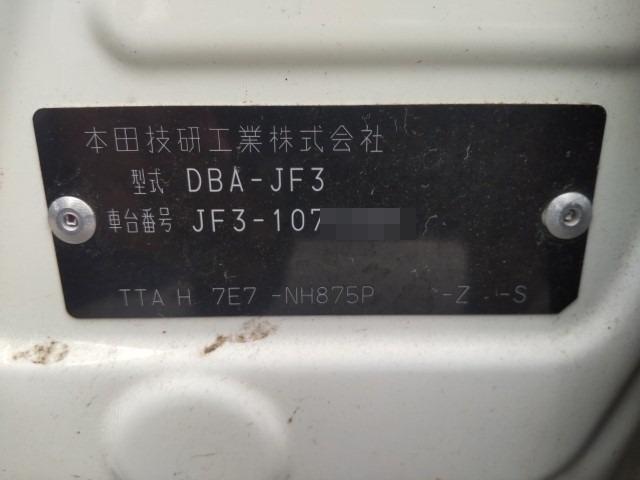 本田技研工業株式会社
型式 DBA-JF3
車台番号 JF3-107
TTA H 7E7 -NH875P -Z -S